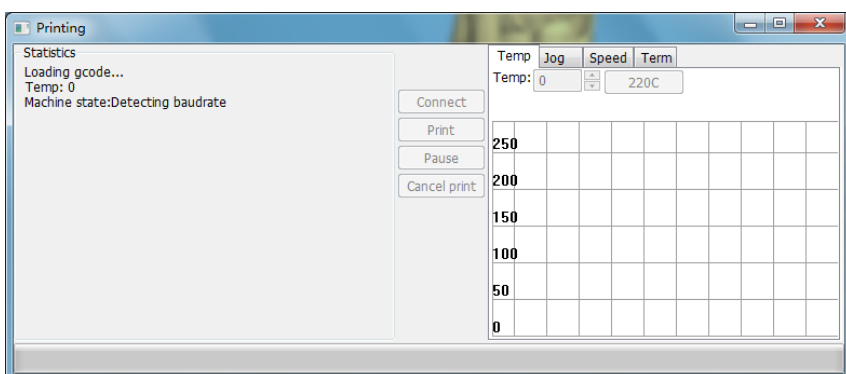 Printing
Statistics
Loading gcode...
Temp: 0
Machine state:Detecting baudrate
Connect
Print
Pause
Cancel print
Temp Jog Speed Term
Temp: 0 220C
250
200
150
100
50
0